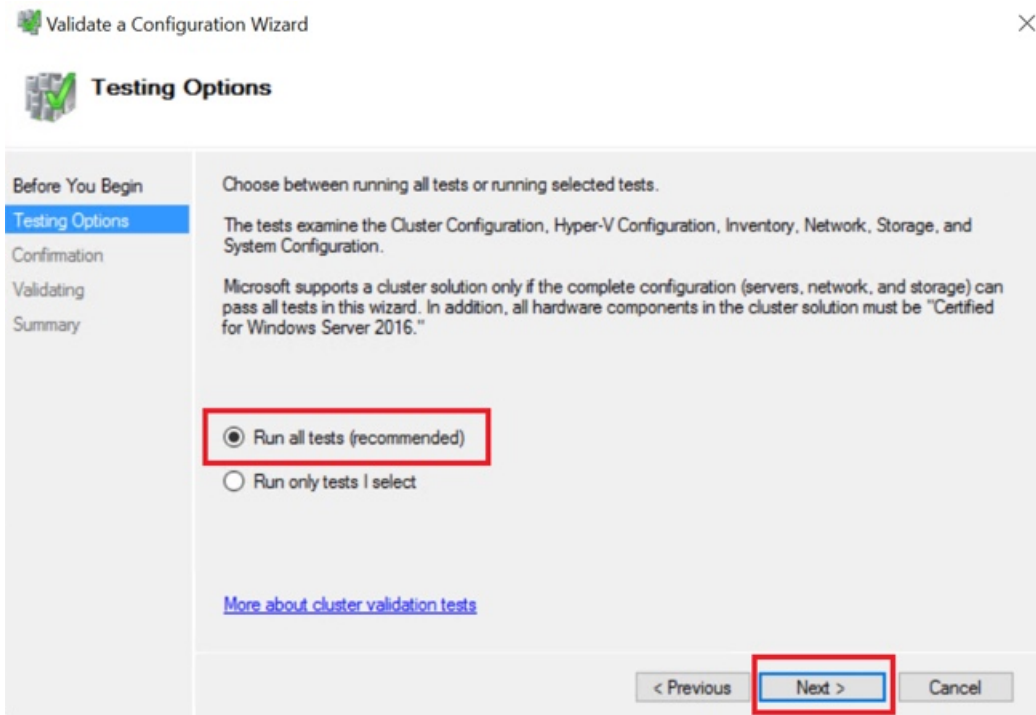 Validate a Configuration Wizard
Testing Options
Before You Begin
Testing Options
Confirmation
Validating
Summary
Choose between running all tests or running selected tests.
The tests examine the Cluster Configuration, Hyper-V Configuration, Inventory, Network, Storage, and
System Configuration.
Microsoft supports a cluster solution only if the complete configuration (servers, network, and storage) can
pass all tests in this wizard. In addition, all hardware components in the cluster solution must be "Certified
for Windows Server 2016."
Run all tests (recommended)
Run only tests I select
More about cluster validation tests
< Previous
Next >
Cancel